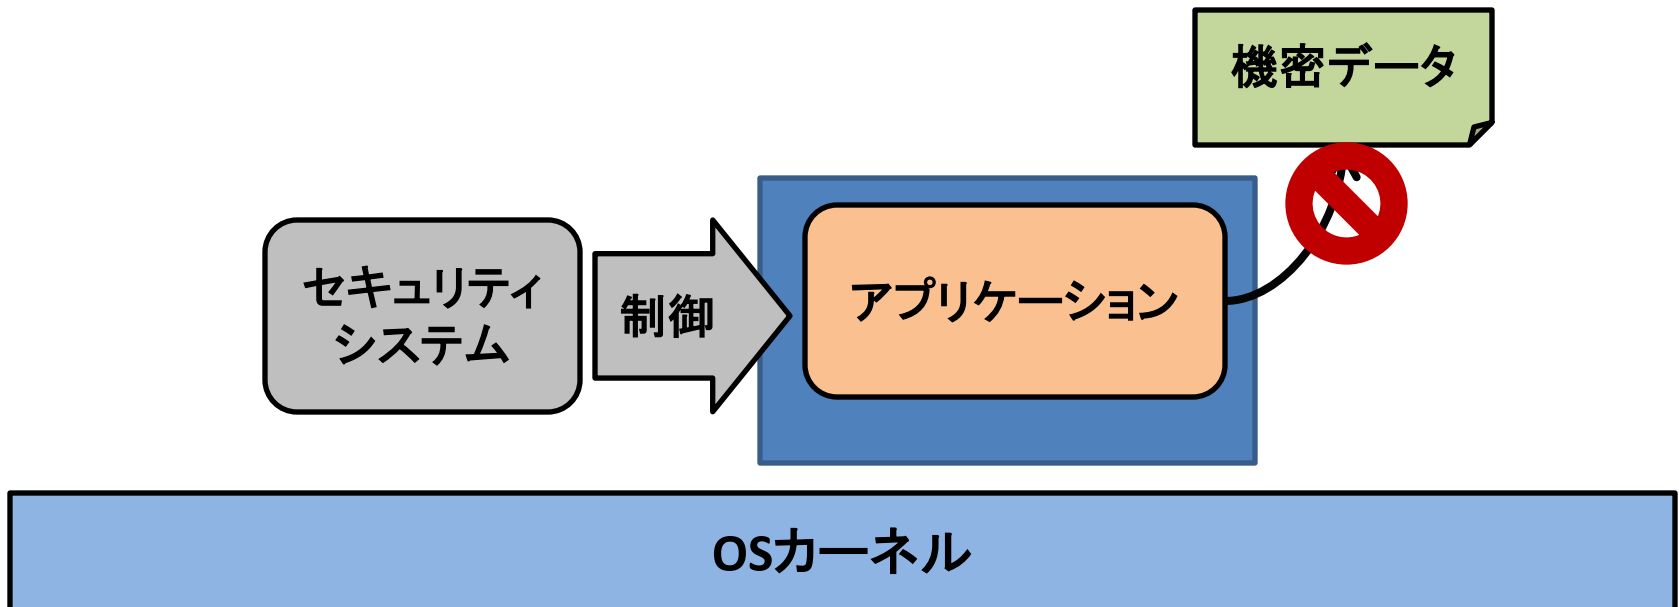 機密データ
セキュリティ
システム
制御
アプリケーション
OSカーネル